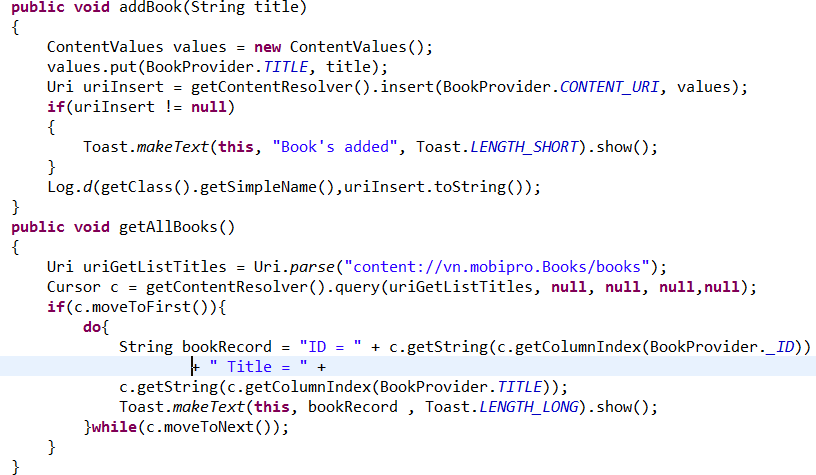 public void addBook(String title)
{
ContentValues values = new ContentValues();
values.put(BookProvider.TITLE, title);
Uri uriInsert = getContentResolver().insert(BookProvider.CONTENT_URI, values);
if(uriInsert != null)
{
Toast.makeText(this, "Book's added", Toast.LENGTH_SHORT).show();
}
Log.d(getClass().getSimpleName(),uriInsert.toString());
}
public void getAllBooks()
{
Uri uriGetListTitles = Uri.parse("content://vn.mobipro.Books/books");
Cursor c = getContentResolver().query(uriGetListTitles, null, null, null,null);
if(c.moveToFirst()){
do{
String bookRecord = "ID = " + c.getString(c.getColumnIndex(BookProvider._ID))
+ " Title = " +
c.getString(c.getColumnIndex(BookProvider.TITLE));
Toast.makeText(this, bookRecord , Toast.LENGTH_LONG).show();
}while(c.moveToNext());
}
}